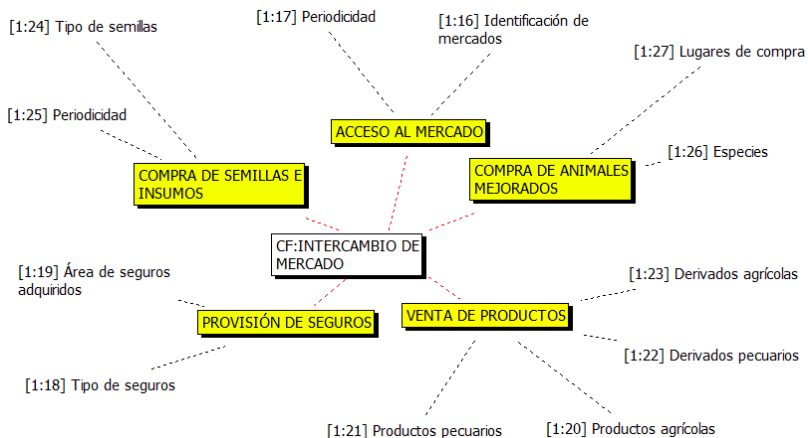 [1:24] Tipo de semillas
[1:17] Periodicidad
[1:16] Identificación de
mercados
[1:27] Lugares de compra
[1:25] Periodicidad
ACCESO AL MERCADO
[1:26] Especies
COMPRA DE SEMILLAS E
INSUMOS
COMPRA DE ANIMALES
MEJORADOS
CF:INTERCAMBIO DE
MERCADO
[1:19] Área de seguros
adquiridos
[1:23] Derivados agrícolas
PROVISIÓN DE SEGUROS
VENTA DE PRODUCTOS
[1:22] Derivados pecuarios
[1:18] Tipo de seguros
[1:21] Productos pecuarios
[1:20] Productos agrícolas